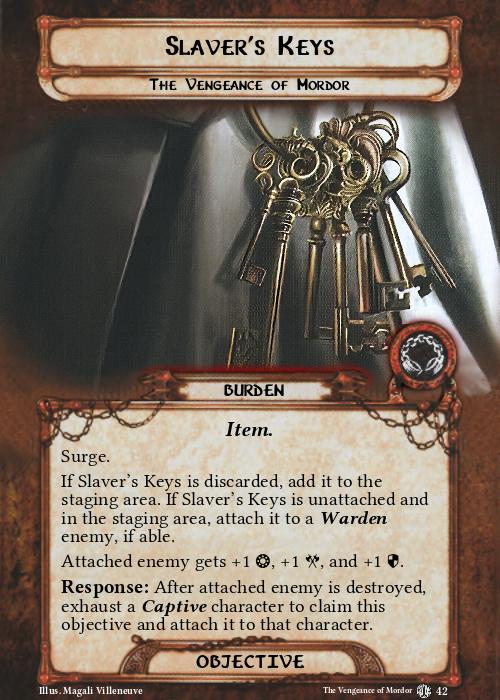 Slaver's Keys
The Vengeance of Mordor
BURDEN
Item.
Surge.
If Slaver's Keys is discarded, add it to the
staging area. If Slaver's Keys is unattached and
in the staging area, attach it to a Warden
enemy, if able.
Attached enemy gets +1 , +1 , and +1 .
Response: After attached enemy is destroyed,
exhaust a Captive character to claim this
objective and attach it to that character.
OBJECTIVE
Illus. Magali Villeneuve
The Vengeance of Mordor 42